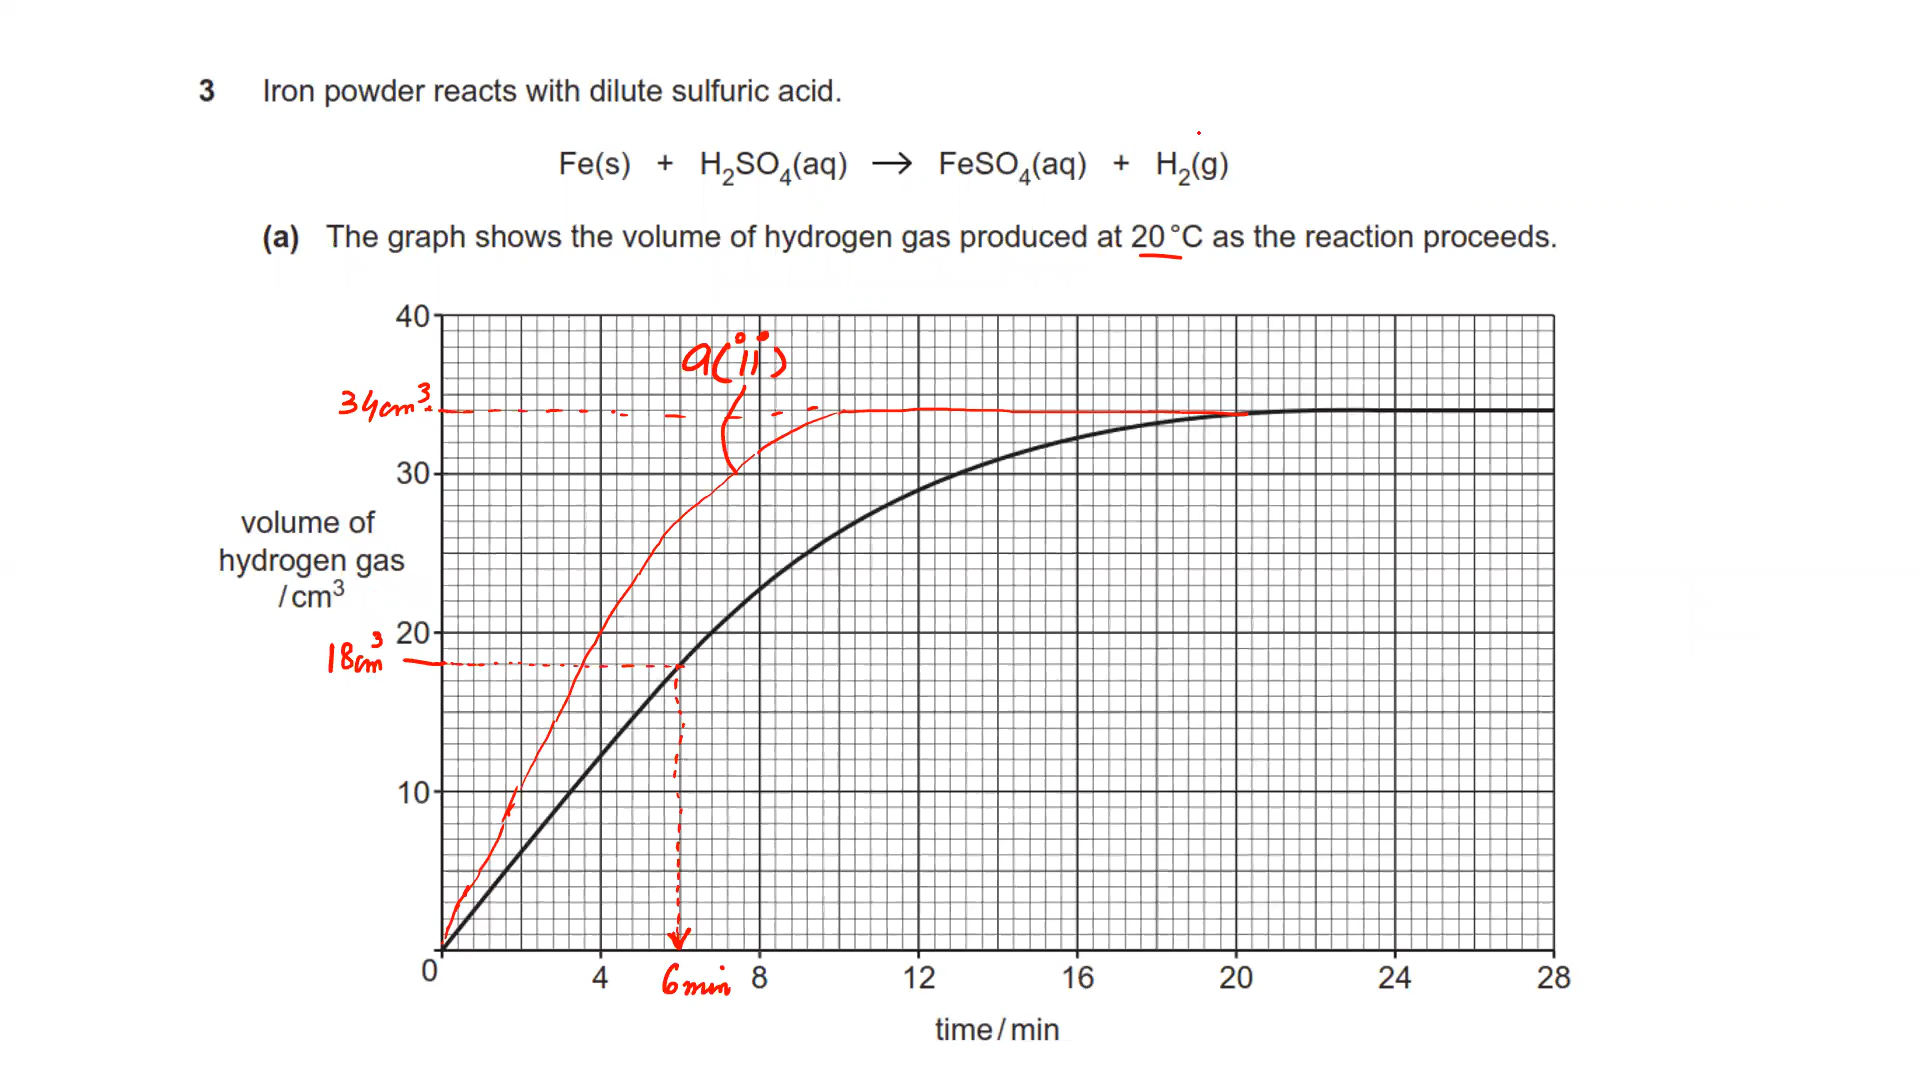 3 Iron powder reacts with dilute sulfuric acid.
Fe(s) + H₂SO₄(aq) → FeSO₄(aq) + H₂(g)
(a) The graph shows the volume of hydrogen gas produced at 20 °C as the reaction proceeds.
40
a(ii)
34cm³
30
volume of
hydrogen gas
/ cm³
20
18cm³
10
0 4 6min 8 12 16 20 24 28
time / min